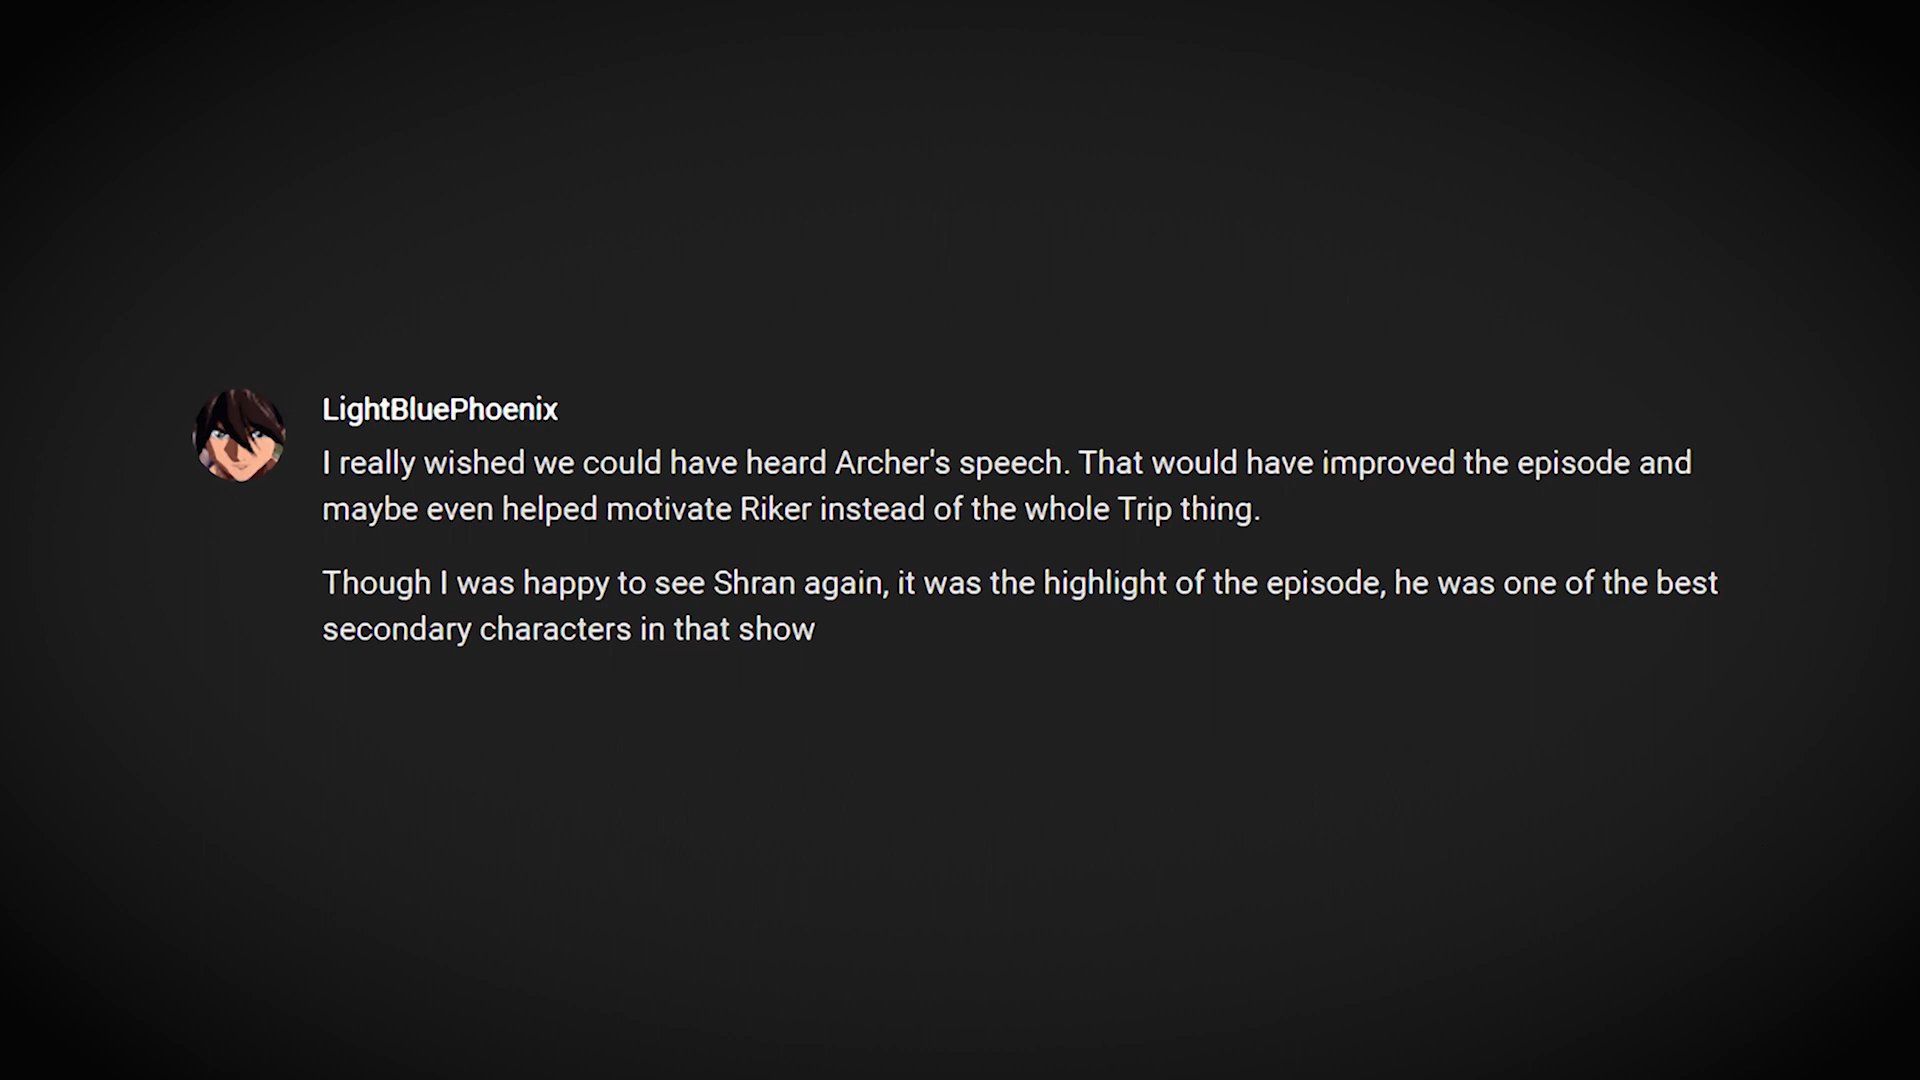 LightBluePhoenix
I really wished we could have heard Archer's speech. That would have improved the episode and
maybe even helped motivate Riker instead of the whole Trip thing.
Though I was happy to see Shran again, it was the highlight of the episode, he was one of the best
secondary characters in that show